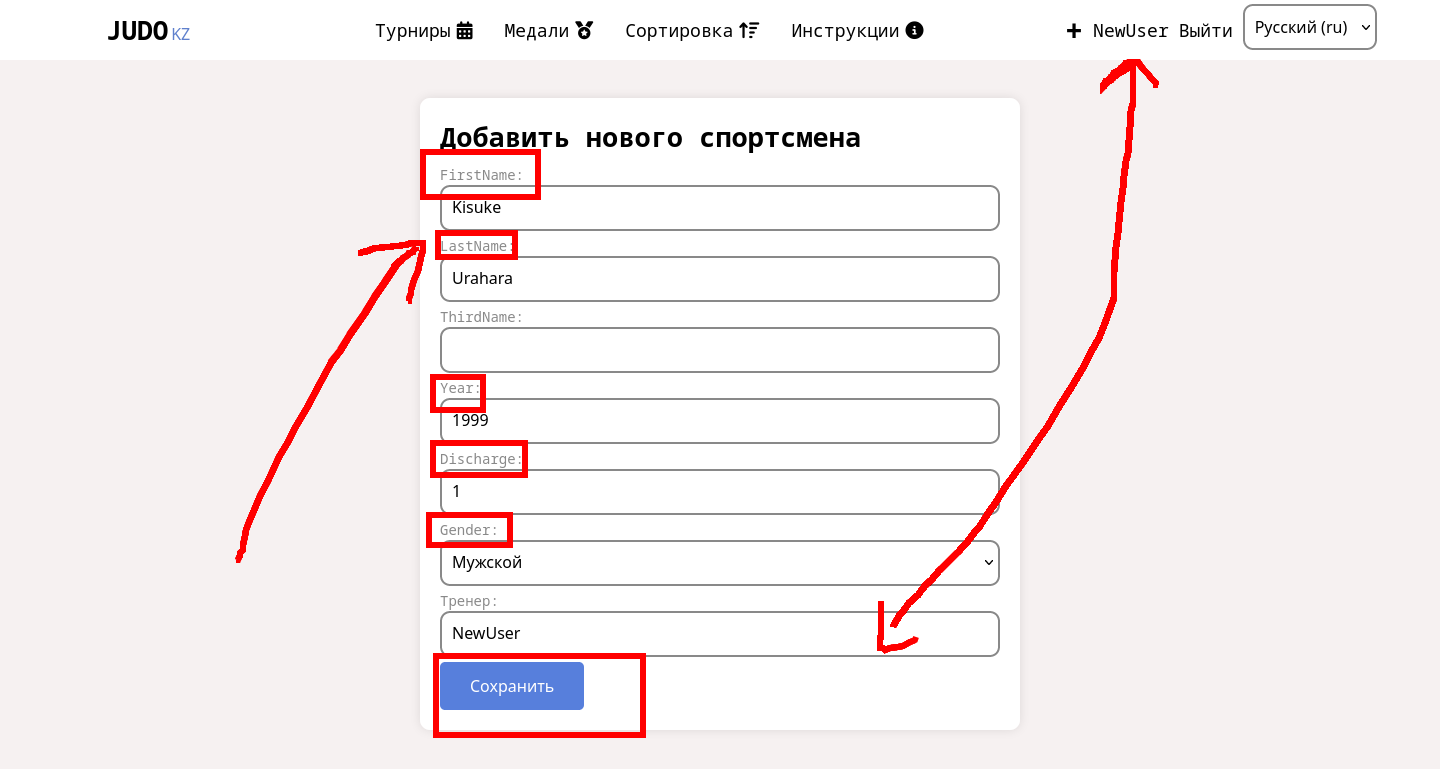 JUDO KZ Турниры Медали Сортировка Инструкции NewUser Выйти Русский (ru)
Добавить нового спортсмена
FirstName:
Kisuke
LastName:
Urahara
ThirdName:
Year:
1999
Discharge:
1
Gender:
Мужской
Тренер:
NewUser
Сохранить